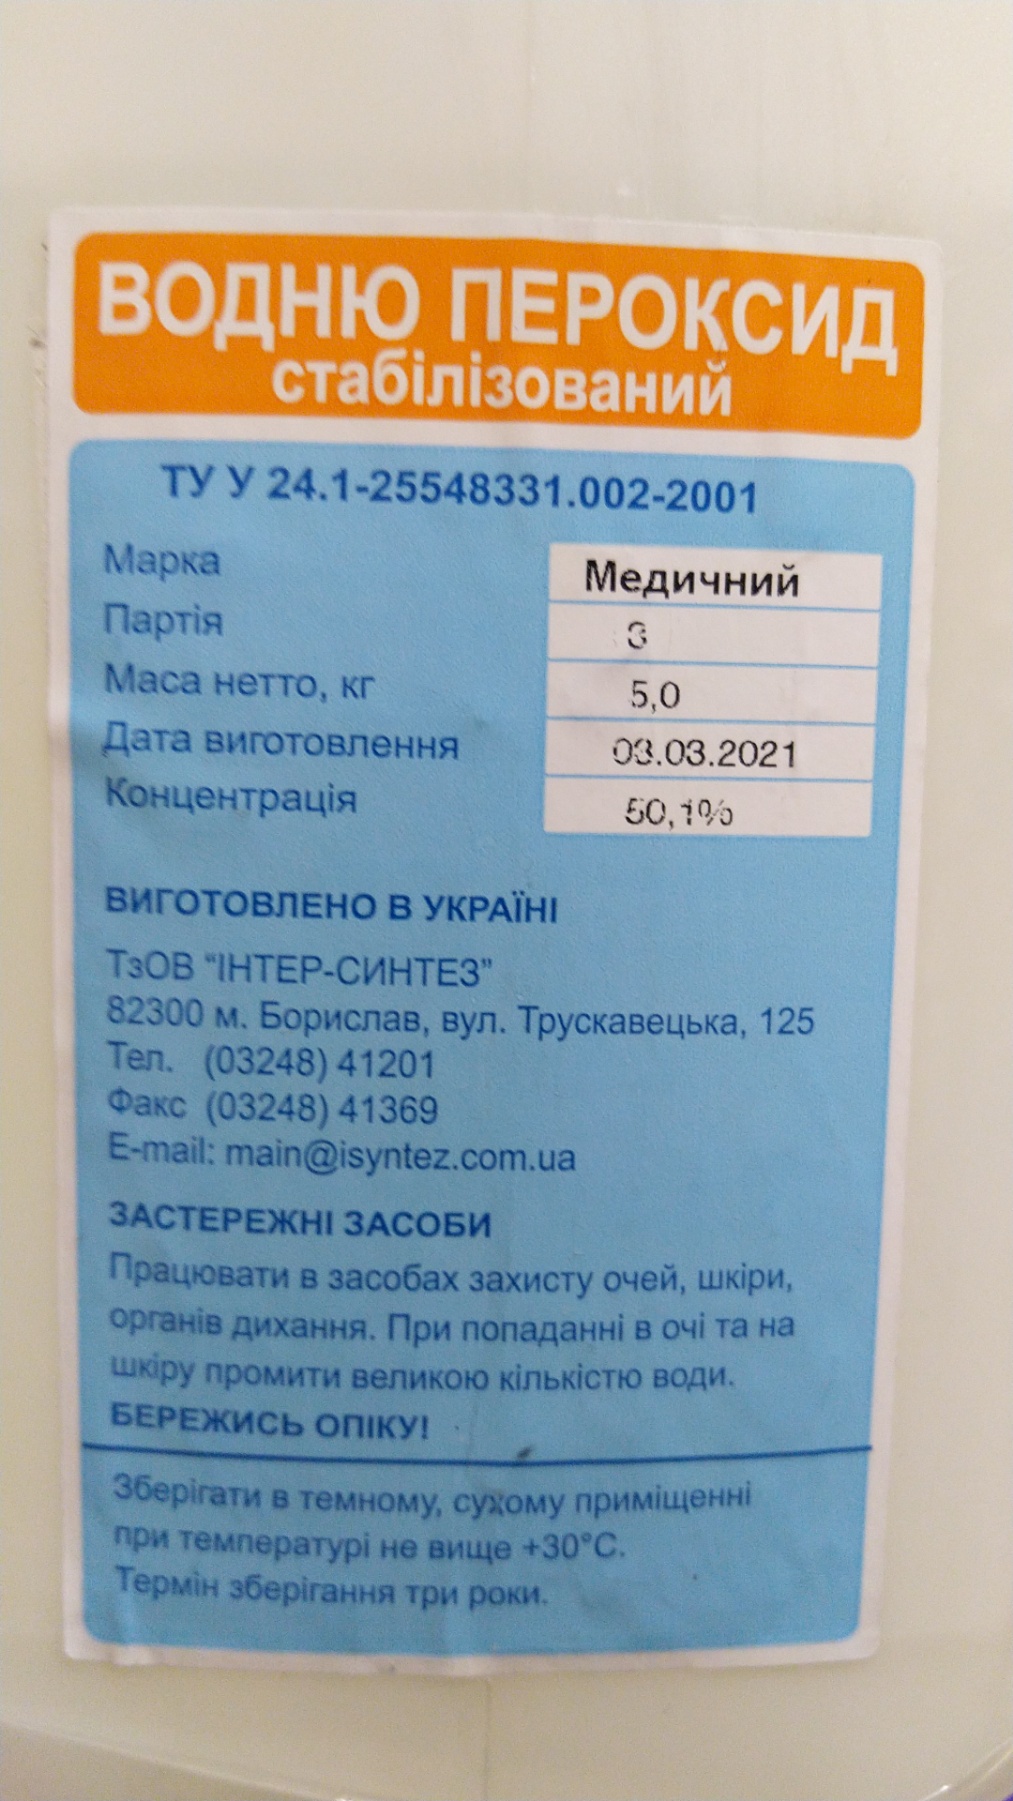 ВОДНЮ ПЕРОКСИД
стабілізований
ТУ У 24.1-25548331.002-2001
Марка Медичний
Партія 3
Маса нетто, кг 5,0
Дата виготовлення 03.03.2021
Концентрація 50,1%
ВИГОТОВЛЕНО В УКРАЇНІ
ТзОВ “ІНТЕР-СИНТЕЗ”
82300 м. Борислав, вул. Трускавецька, 125
Тел. (03248) 41201
Факс (03248) 41369
E-mail: main@isyntez.com.ua
ЗАСТЕРЕЖНІ ЗАСОБИ
Працювати в засобах захисту очей, шкіри,
органів дихання. При попаданні в очі та на
шкіру промити великою кількістю води.
БЕРЕЖИСЬ ОПІКУ!
Зберігати в темному, сухому приміщенні
при температурі не вище +30°С.
Термін зберігання три роки.